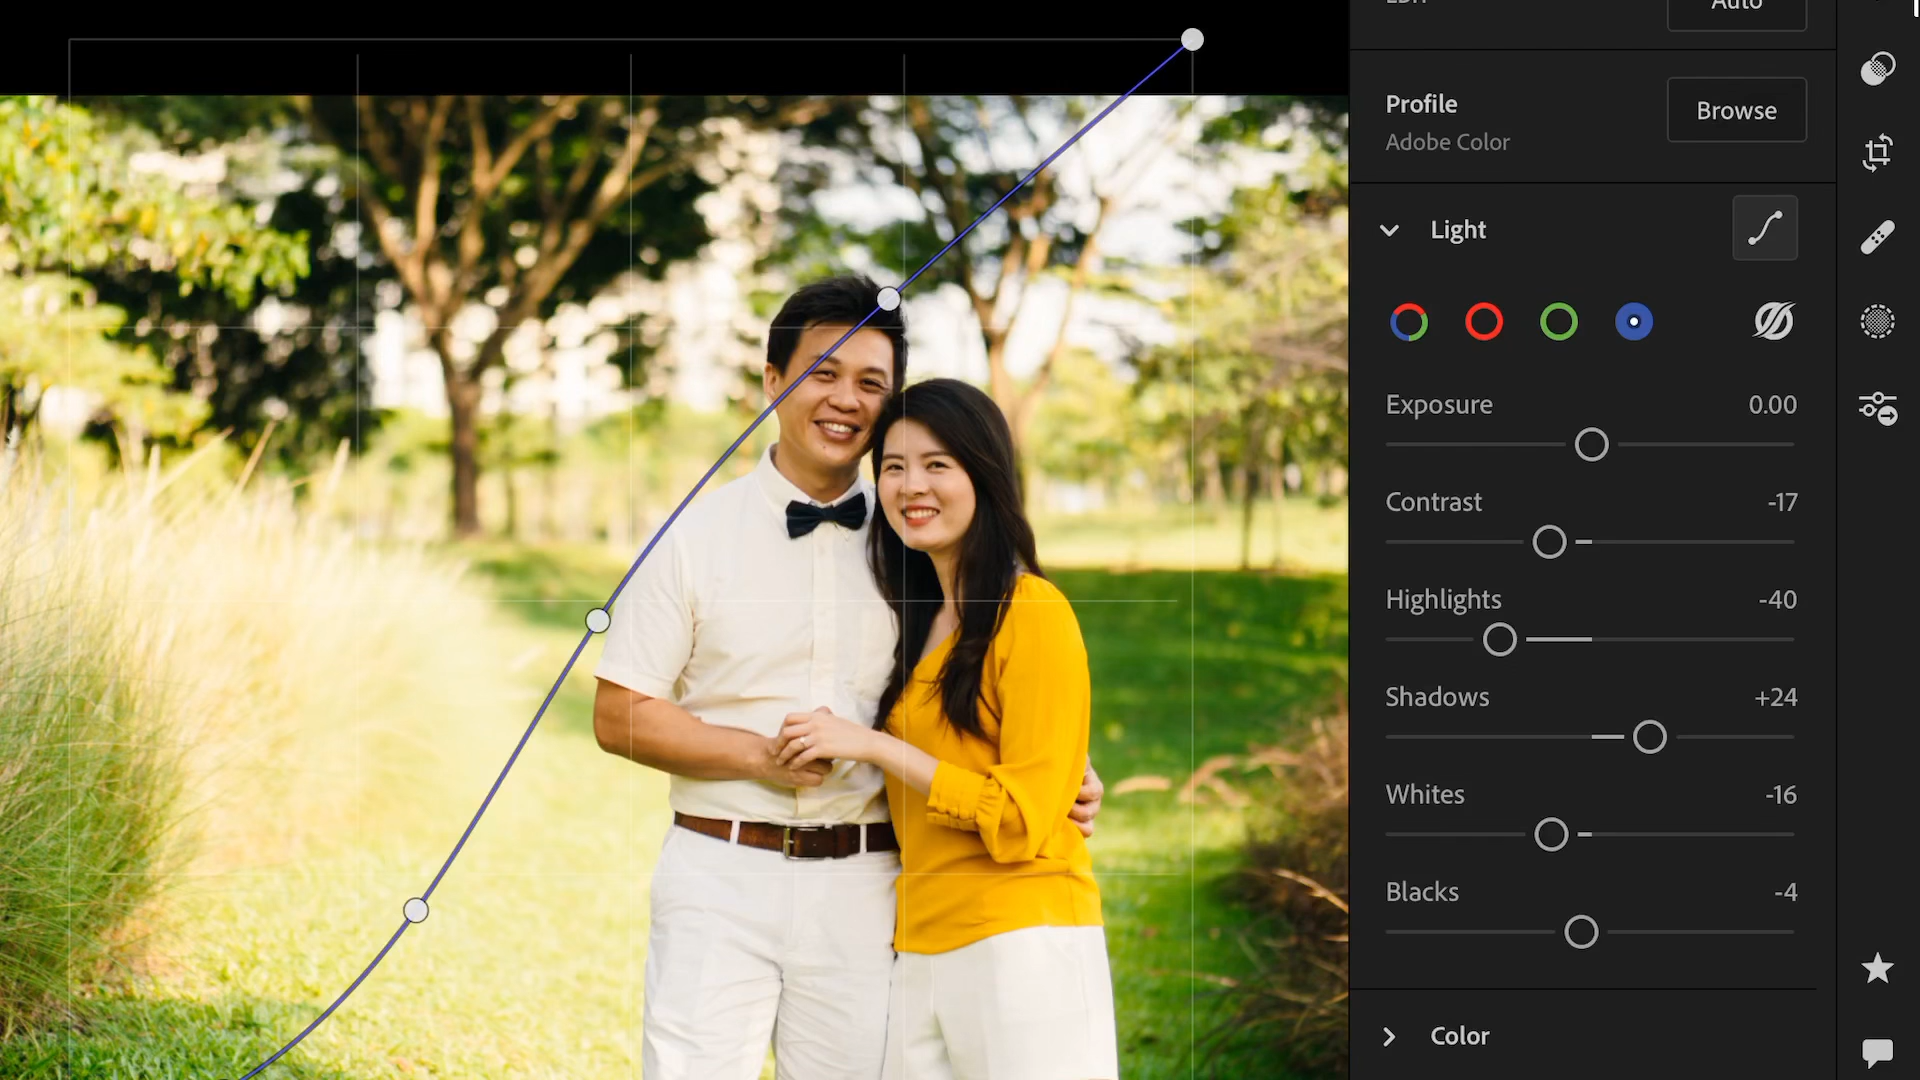 Auto
Profile
Browse
Adobe Color
Light
Exposure 0.00
Contrast -17
Highlights -40
Shadows +24
Whites -16
Blacks -4
Color